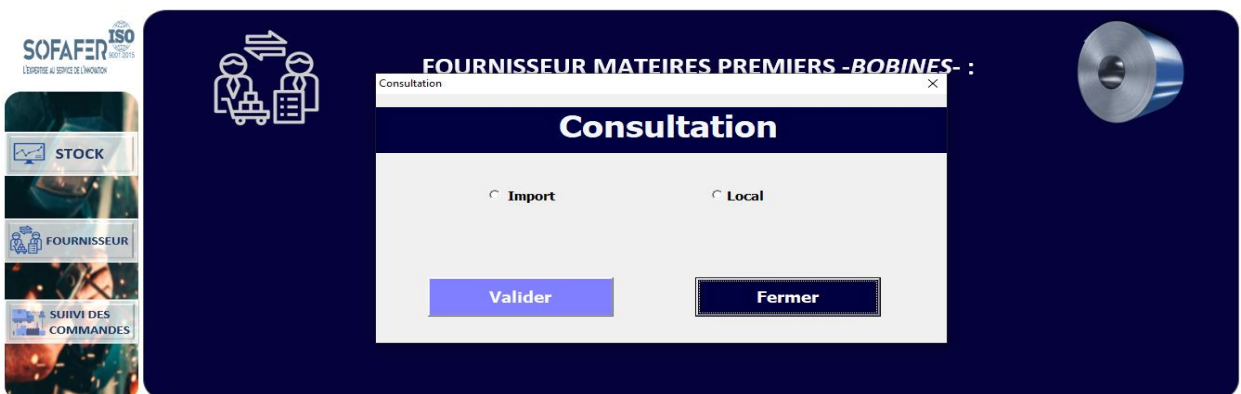 SOFAFER
ISO
9001:2015
L'EXPERTISE AU SERVICE DE L'INNOVATION
FOURNISSEUR MATEIRES PREMIERS -BOBINES- :
Consultation
Consultation
Import
Local
Valider
Fermer
STOCK
FOURNISSEUR
SUIVI DES
COMMANDES